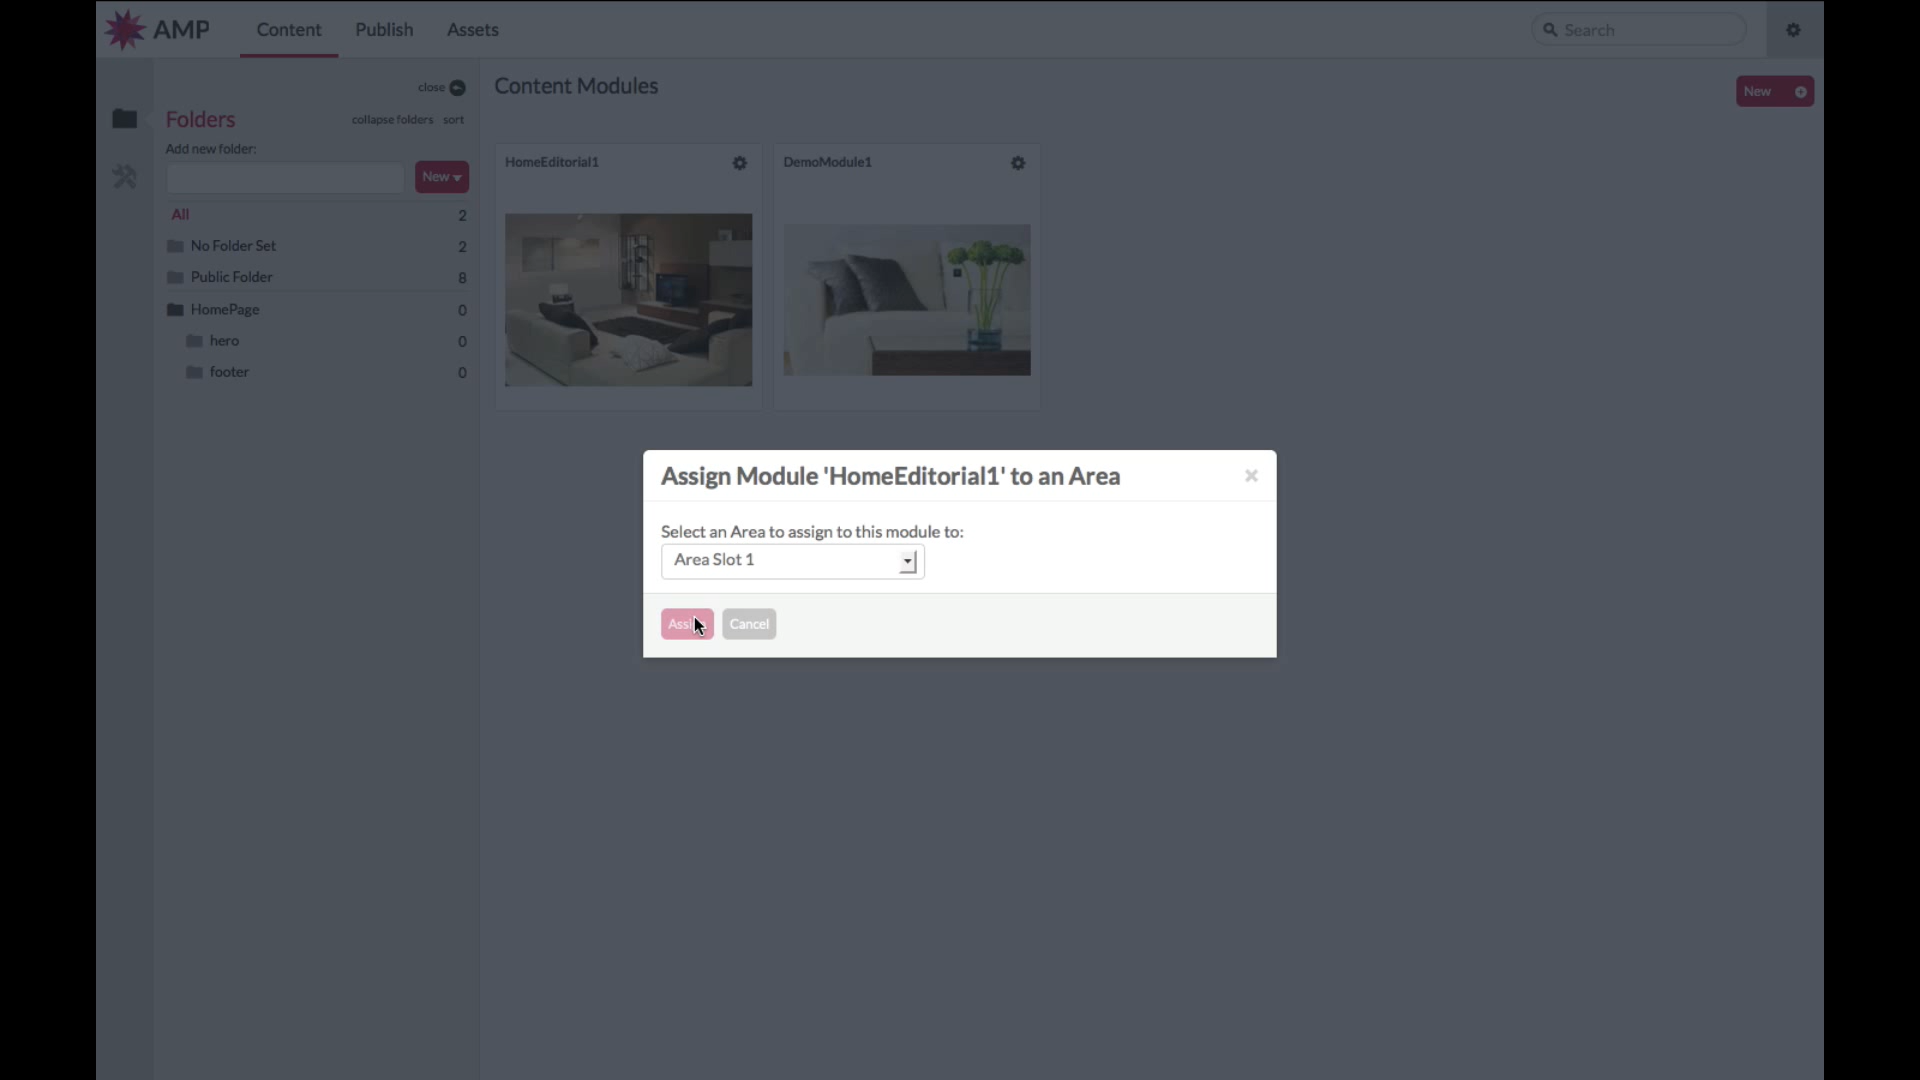 AMP
Content
Publish
Assets
Search
close
Folders
collapse folders
sort
Add new folder:
New
All 2
No Folder Set 2
Public Folder 8
HomePage 0
hero 0
footer 0
Content Modules
New
HomeEditorial1
DemoModule1
Assign Module 'HomeEditorial1' to an Area
Select an Area to assign to this module to:
Area Slot 1
Cancel